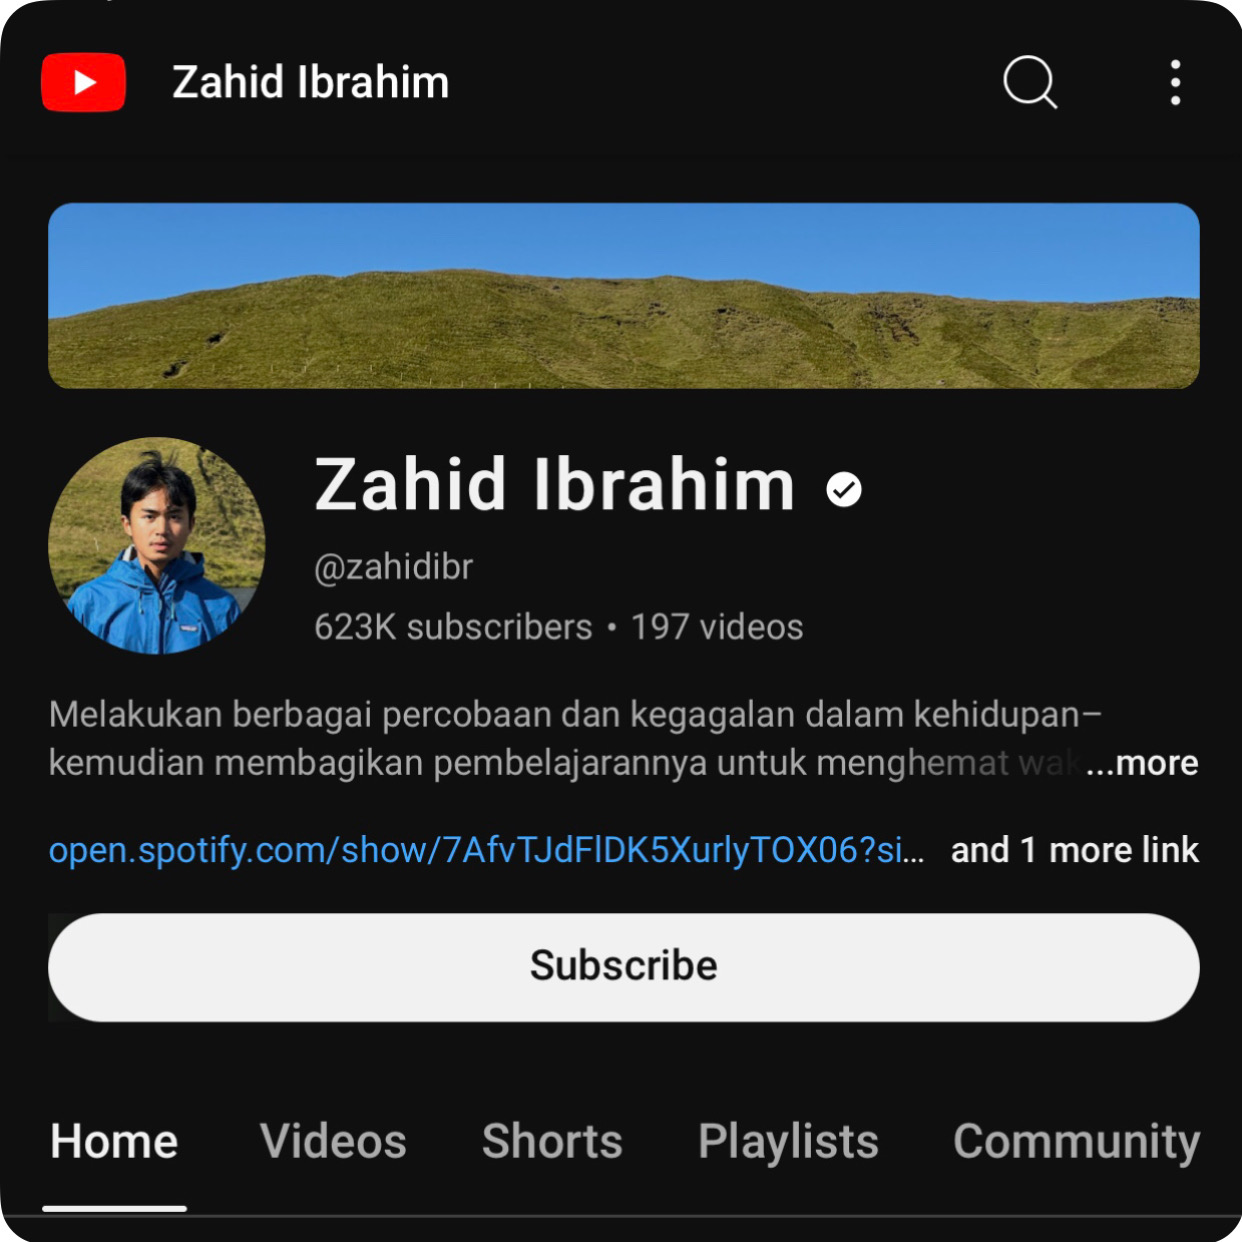 Zahid Ibrahim
Zahid Ibrahim
@zahidibr
623K subscribers • 197 videos
Melakukan berbagai percobaan dan kegagalan dalam kehidupan–
kemudian membagikan pembelajarannya untuk menghemat ...more
open.spotify.com/show/7AfvTJdFlDK5XurlyTOX06?si... and 1 more link
Subscribe
Home Videos Shorts Playlists Community